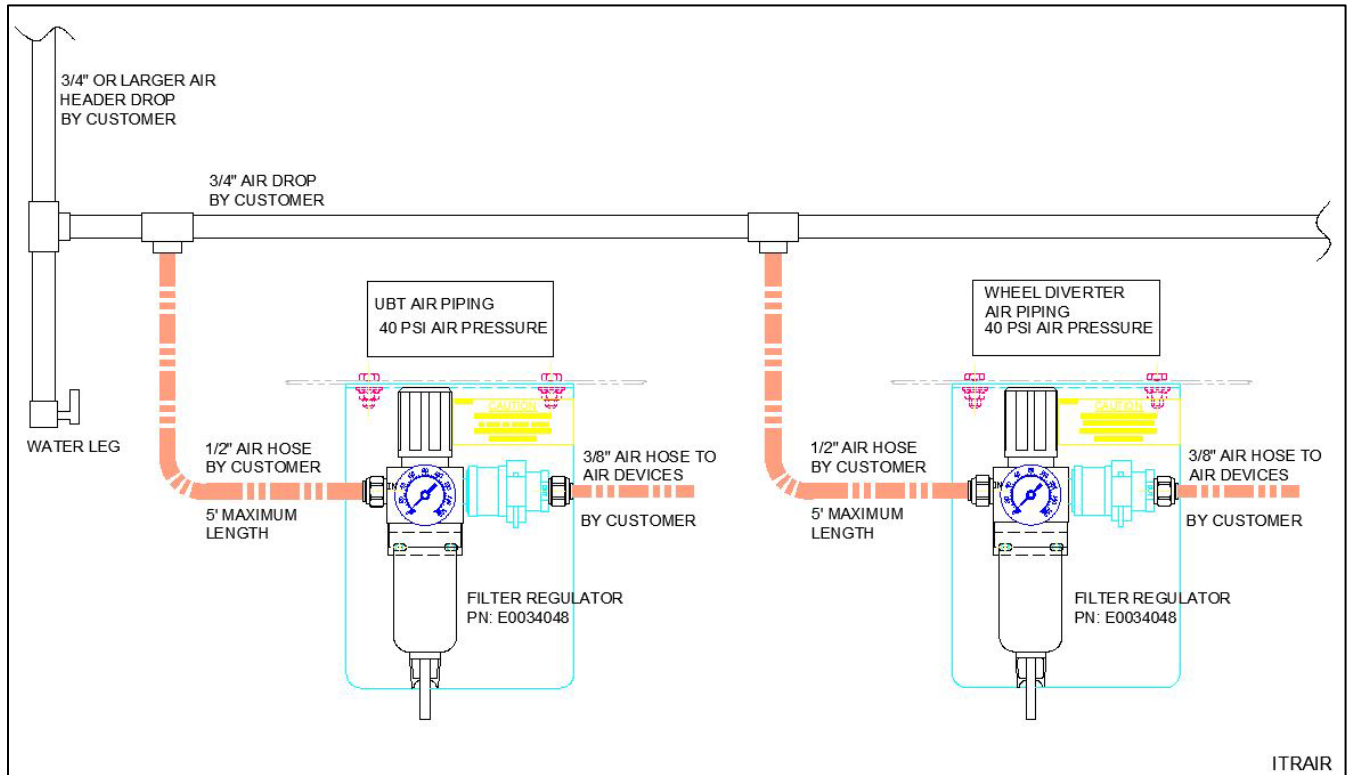 3/4" OR LARGER AIR
HEADER DROP
BY CUSTOMER
3/4" AIR DROP
BY CUSTOMER
UBT AIR PIPING
40 PSI AIR PRESSURE
WHEEL DIVERTER
AIR PIPING
40 PSI AIR PRESSURE
WATER LEG
1/2" AIR HOSE
BY CUSTOMER
5' MAXIMUM
LENGTH
CAUTION
IN
3/8" AIR HOSE TO
AIR DEVICES
BY CUSTOMER
FILTER REGULATOR
PN: E0034048
1/2" AIR HOSE
BY CUSTOMER
5' MAXIMUM
LENGTH
CAUTION
IN
3/8" AIR HOSE TO
AIR DEVICES
BY CUSTOMER
FILTER REGULATOR
PN: E0034048
ITRAIR